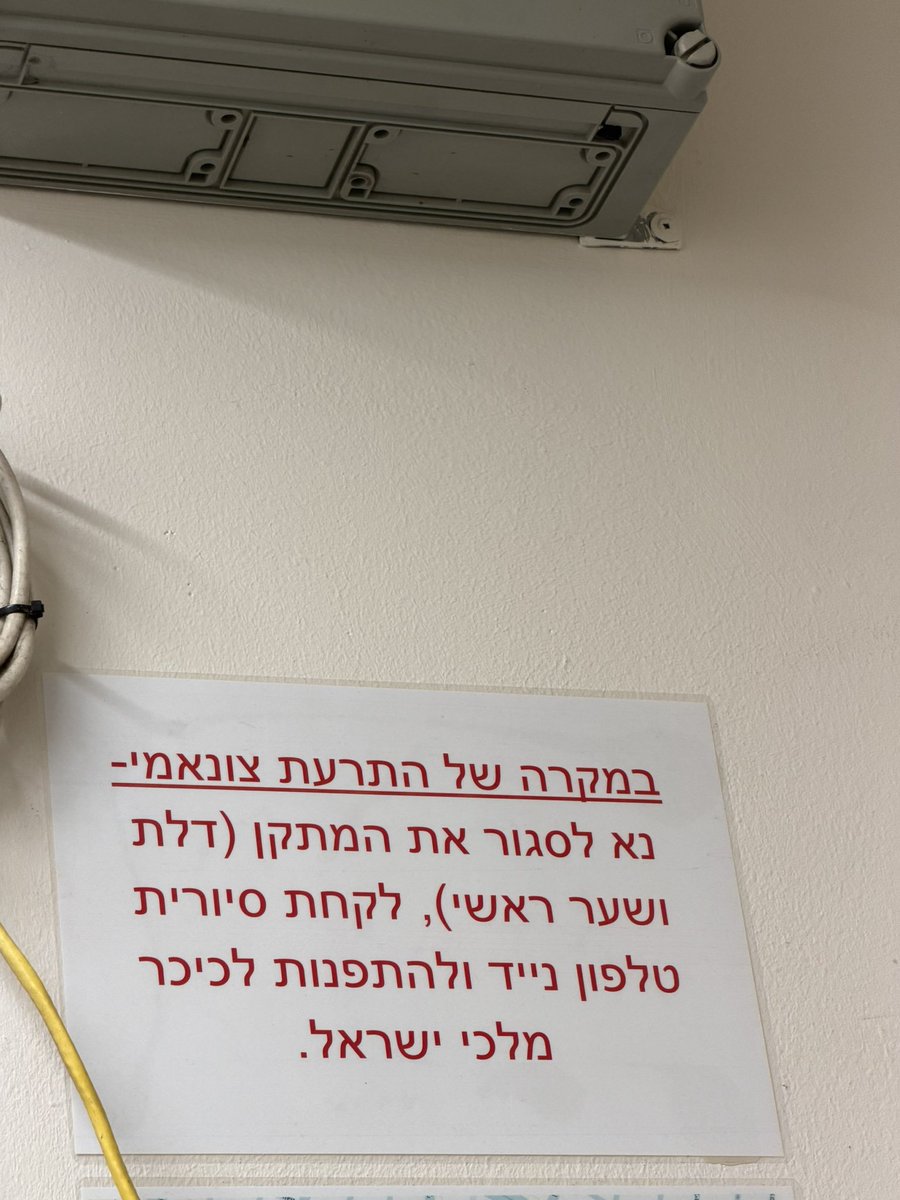 במקרה של התרעת צונאמי-
נא לסגור את המתקן (דלת
ושער ראשי), לקחת סיורית
טלפון נייד ולהתפנות לכיכר
מלכי ישראל.